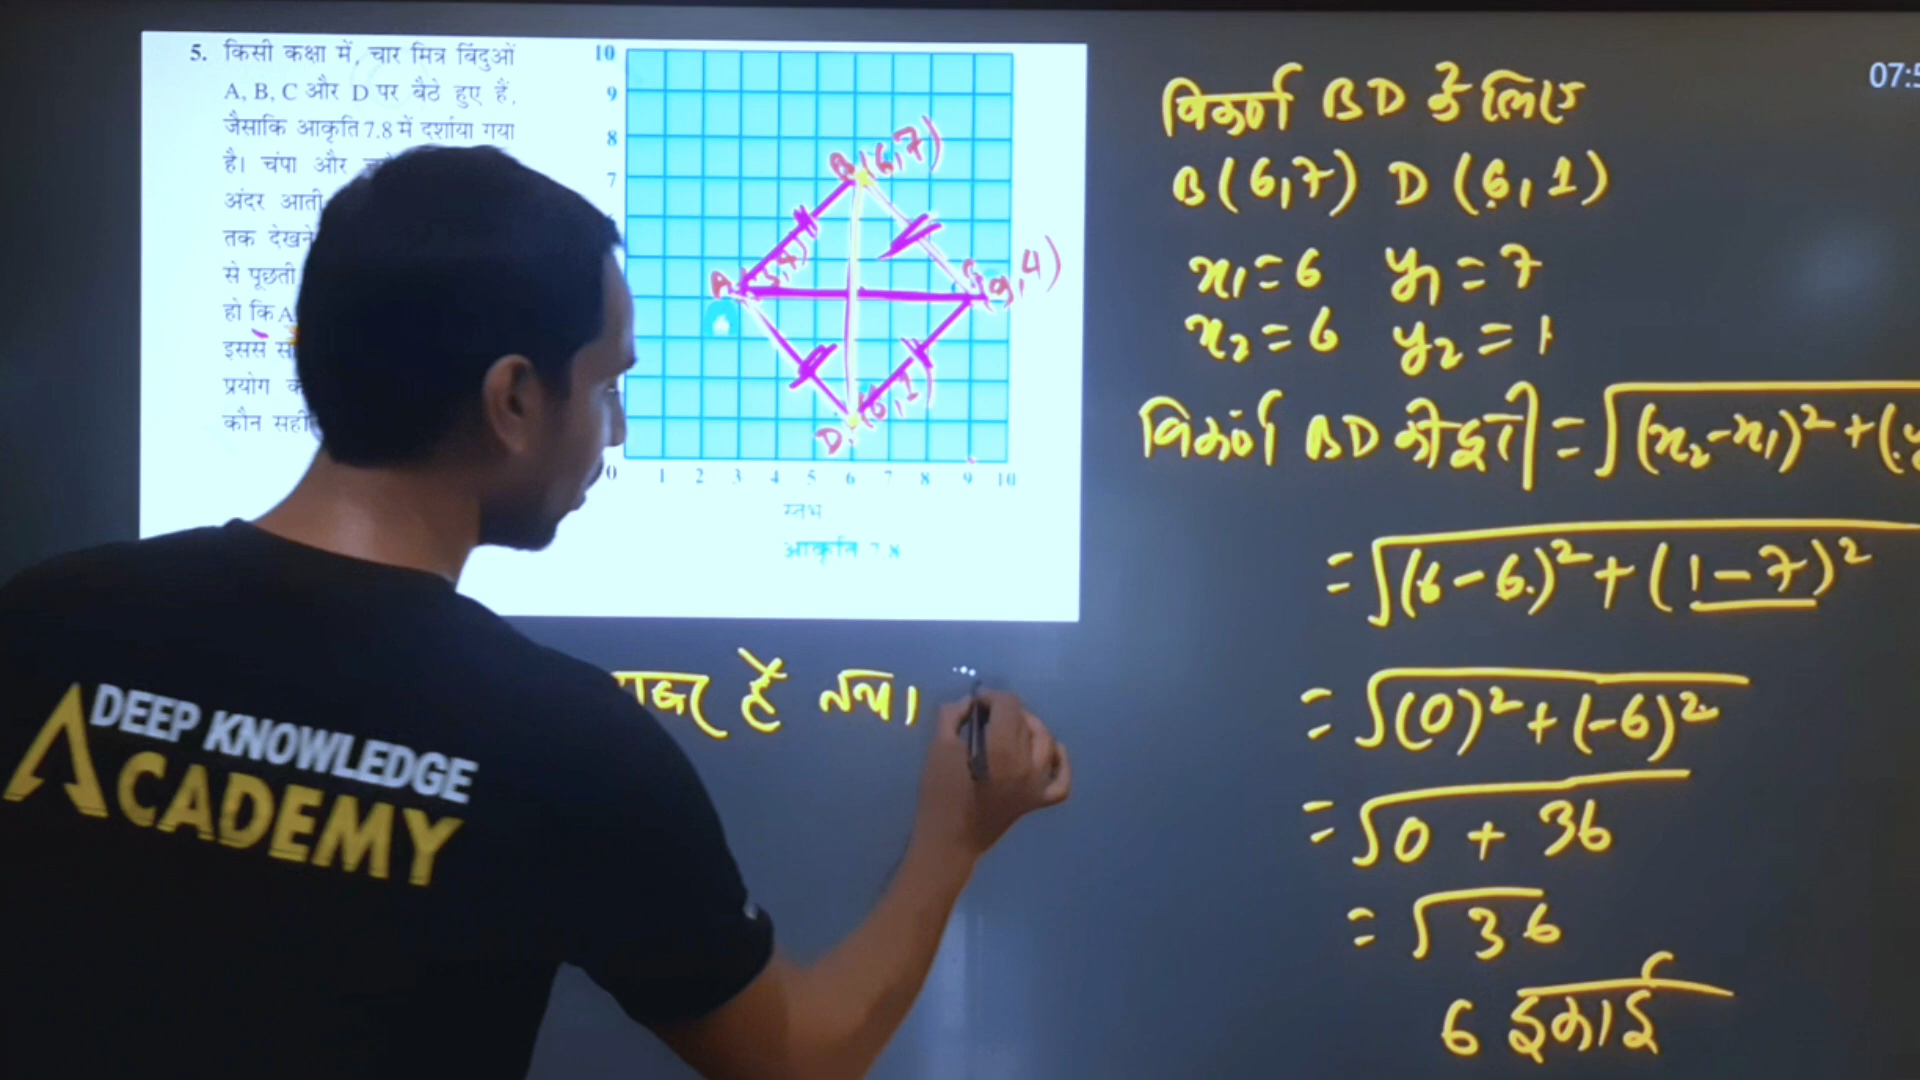 5. किसी कक्षा में, चार मित्र बिंदुओं
A, B, C और D पर बैठे हुए हैं,
जैसाकि आकृति 7.8 में दर्शाया गया
है। चंपा और
अंदर आती
तक देखने
से पूछती
हो कि A
इससे
प्रयोग
कौन सही
10
9
8
7
0 1 2 3 4 5 6 7 8 9 10
स्तंभ
आकृति 7.8
B (6,7)
A
(9,4)
D (6,1)
विकर्ण BD के लिए
B(6,7) D (6,1)
x₁=6 y₁=7
x₂=6 y₂=1
विकर्ण BD की दूरी =√(x₂-x₁)²+(y
=√(6-6)²+(1-7)²
=√(0)²+(-6)²
=√0+36
=√36
6 इकाई
हैं तथा
07:5
DEEP KNOWLEDGE
ACADEMY